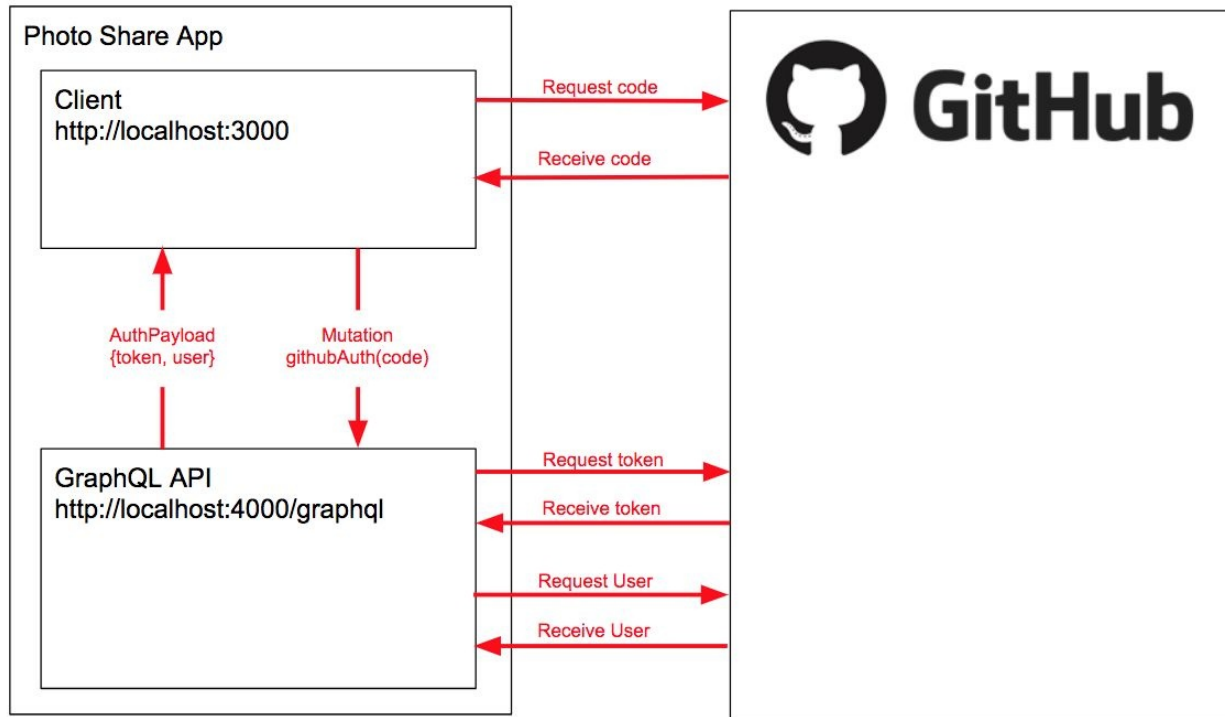 Photo Share App
Client
http://localhost:3000
Request code
Receive code
GitHub
AuthPayload
{token, user}
Mutation
githubAuth(code)
GraphQL API
http://localhost:4000/graphql
Request token
Receive token
Request User
Receive User